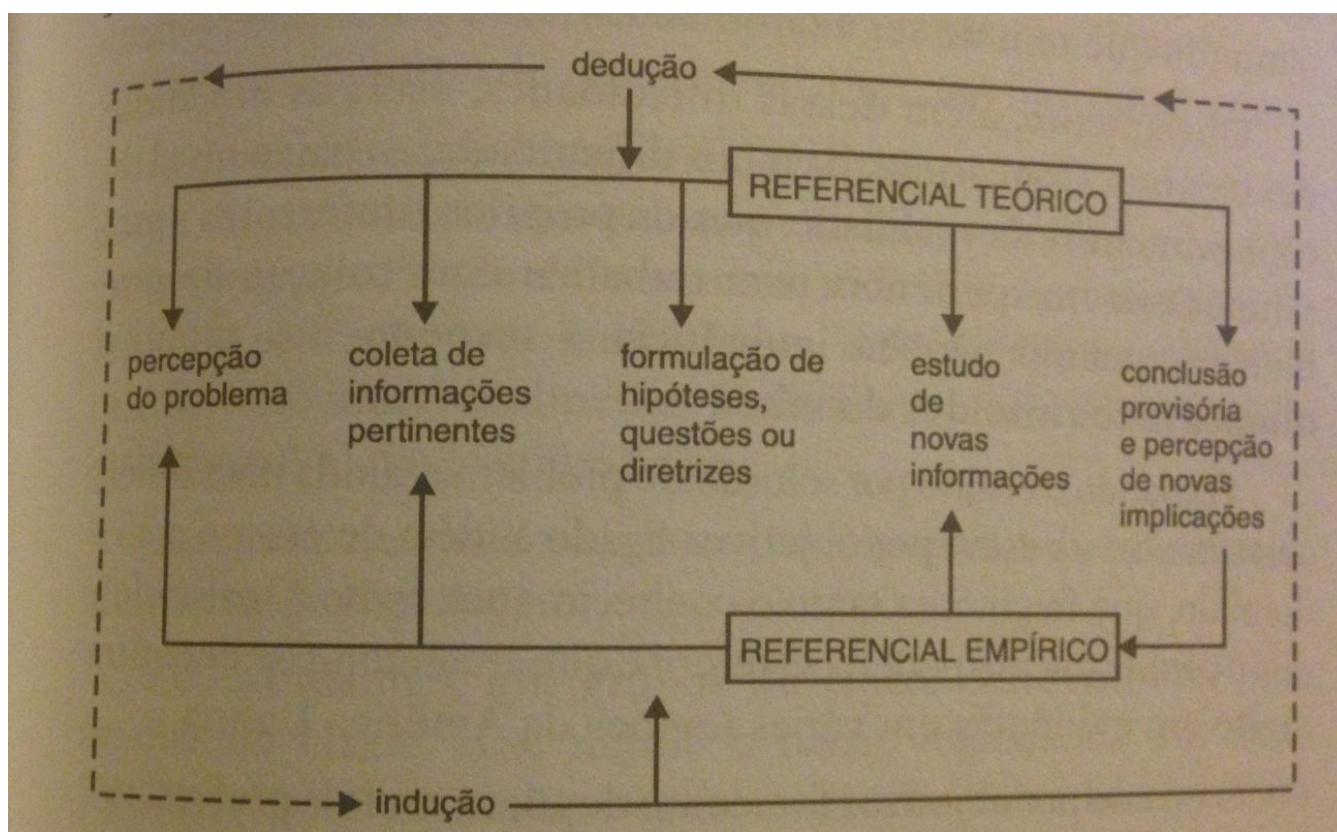 dedução
REFERENCIAL TEÓRICO
percepção
do problema
coleta de
informações
pertinentes
formulação de
hipóteses,
questões ou
diretrizes
estudo
de
novas
informações
conclusão
provisória
e percepção
de novas
implicações
REFERENCIAL EMPÍRICO
indução